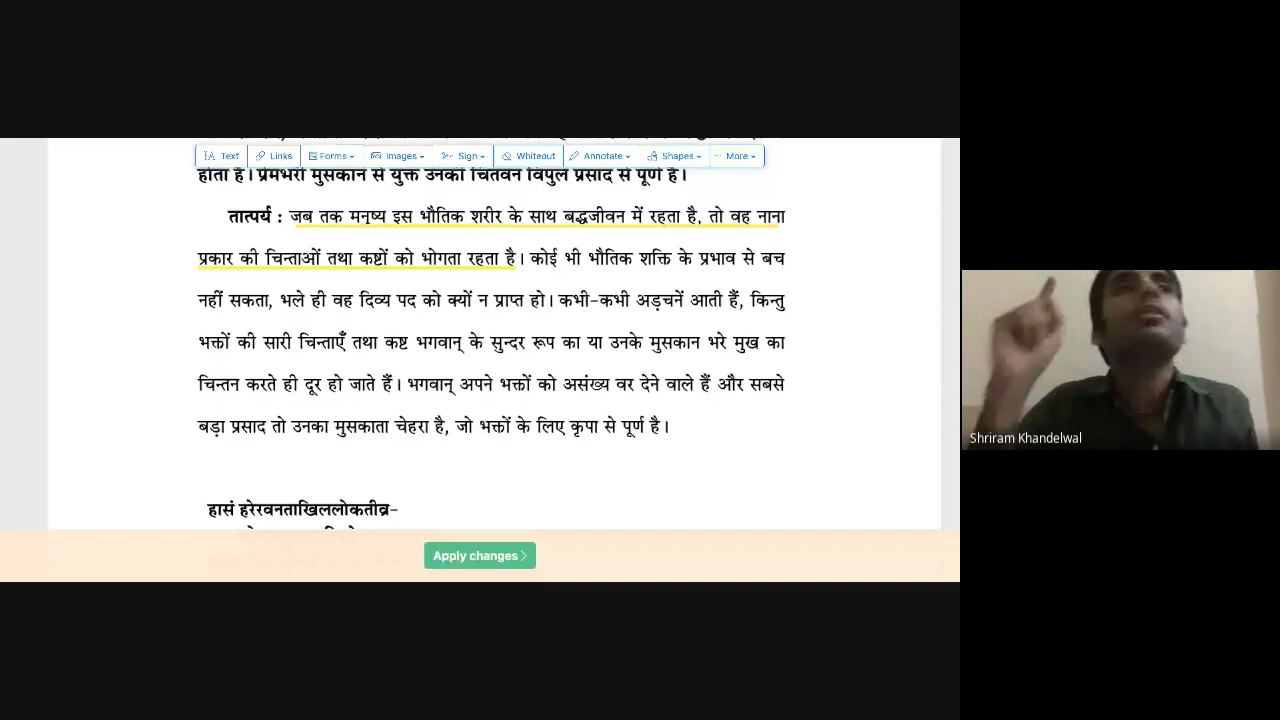 Text Links Forms Images Sign Whiteout Annotate Shapes More
होता है। प्रेमभरी मुसकान से युक्त उनकी चितवन विपुल प्रसाद से पूर्ण है।
तात्पर्य : जब तक मनुष्य इस भौतिक शरीर के साथ बद्धजीवन में रहता है, तो वह नाना
प्रकार की चिन्ताओं तथा कष्टों को भोगता रहता है। कोई भी भौतिक शक्ति के प्रभाव से बच
नहीं सकता, भले ही वह दिव्य पद को क्यों न प्राप्त हो। कभी-कभी अड़चनें आती हैं, किन्तु
भक्तों की सारी चिन्ताएँ तथा कष्ट भगवान् के सुन्दर रूप का या उनके मुसकान भरे मुख का
चिन्तन करते ही दूर हो जाते हैं। भगवान् अपने भक्तों को असंख्य वर देने वाले हैं और सबसे
बड़ा प्रसाद तो उनका मुसकाता चेहरा है, जो भक्तों के लिए कृपा से पूर्ण है।
Shriram Khandelwal
हासं हरेरवनताखिललोकतीव्र-
Apply changes